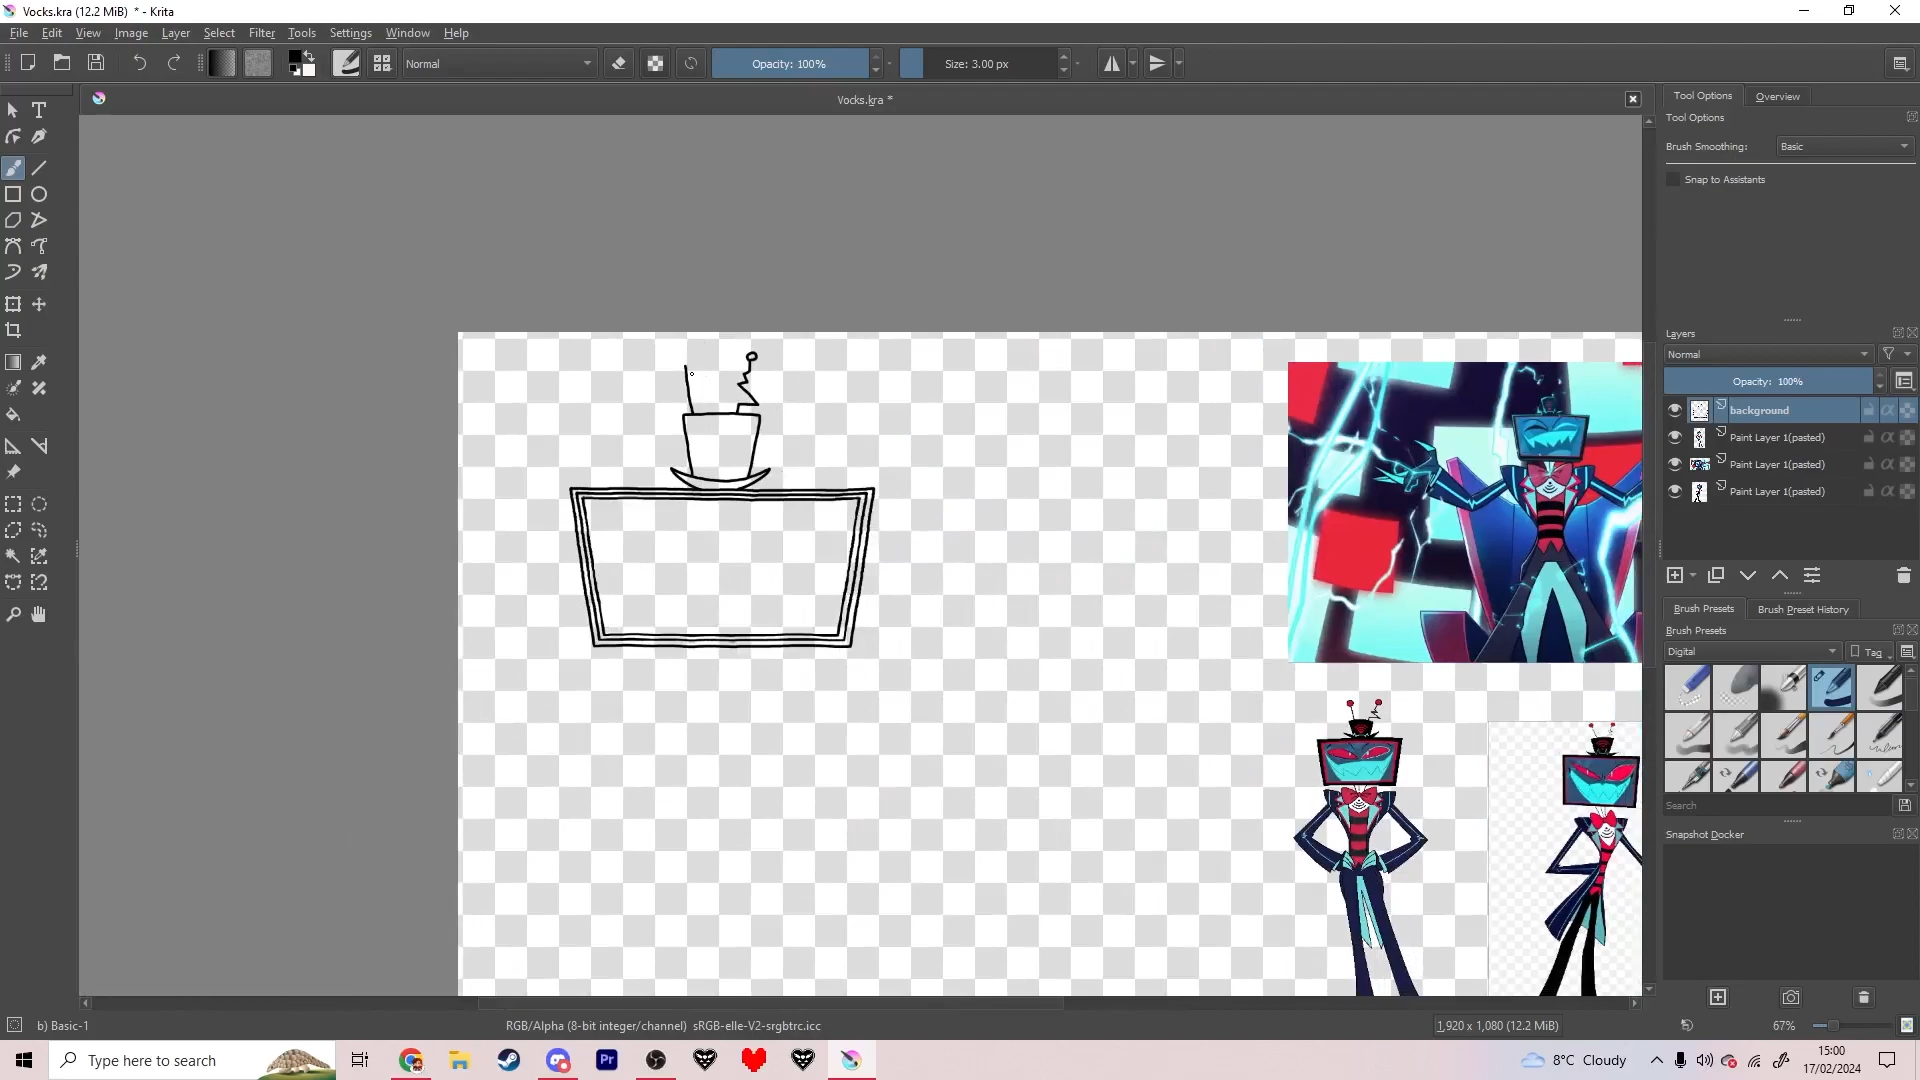 Vocks.kra (12.2 MiB) * - Krita
File Edit View Image Layer Select Filter Tools Settings Window Help
Normal
Opacity: 100%
Size: 3.00 px
Vocks.kra *
Tool Options Overview
Tool Options
Brush Smoothing: Basic
Snap to Assistants
Layers
Normal
Opacity: 100%
background
Paint Layer 1(pasted)
Paint Layer 1(pasted)
Paint Layer 1(pasted)
Brush Presets Brush Preset History
Brush Presets
Digital Tag
Search
Snapshot Docker
b) Basic-1
RGB/Alpha (8-bit integer/channel) sRGB-elle-V2-srgbtrc.icc
1,920 x 1,080 (12.2 MiB)
67%
Type here to search
Pr
8°C Cloudy
15:00
17/02/2024